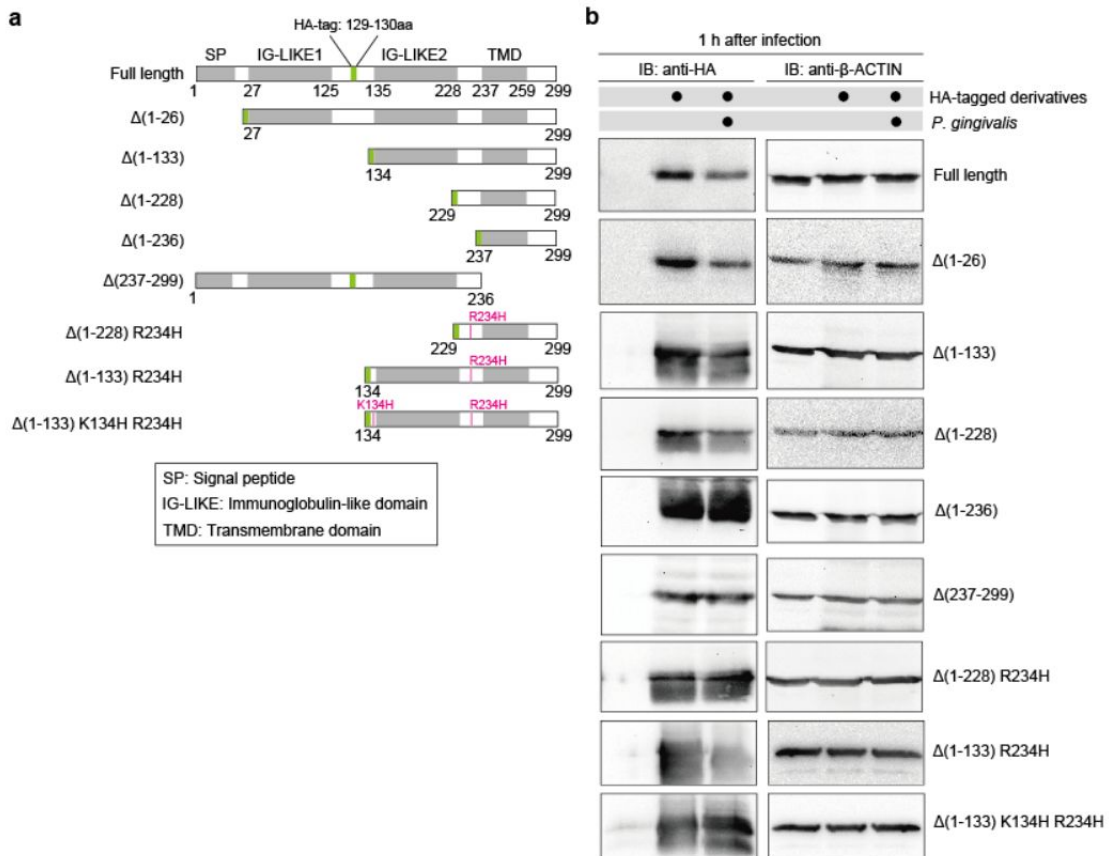 a
HA-tag: 129-130aa
SP IG-LIKE1 IG-LIKE2 TMD
Full length
1 27 125 135 228 237 259 299
Δ(1-26)
27 299
Δ(1-133)
134 299
Δ(1-228)
229 299
Δ(1-236)
237 299
Δ(237-299)
1 236
R234H
Δ(1-228) R234H
229 299
R234H
Δ(1-133) R234H
134 299
K134H R234H
Δ(1-133) K134H R234H
134 299
SP: Signal peptide
IG-LIKE: Immunoglobulin-like domain
TMD: Transmembrane domain
b
1 h after infection
IB: anti-HA IB: anti-β-ACTIN
HA-tagged derivatives
P. gingivalis
Full length
Δ(1-26)
Δ(1-133)
Δ(1-228)
Δ(1-236)
Δ(237-299)
Δ(1-228) R234H
Δ(1-133) R234H
Δ(1-133) K134H R234H